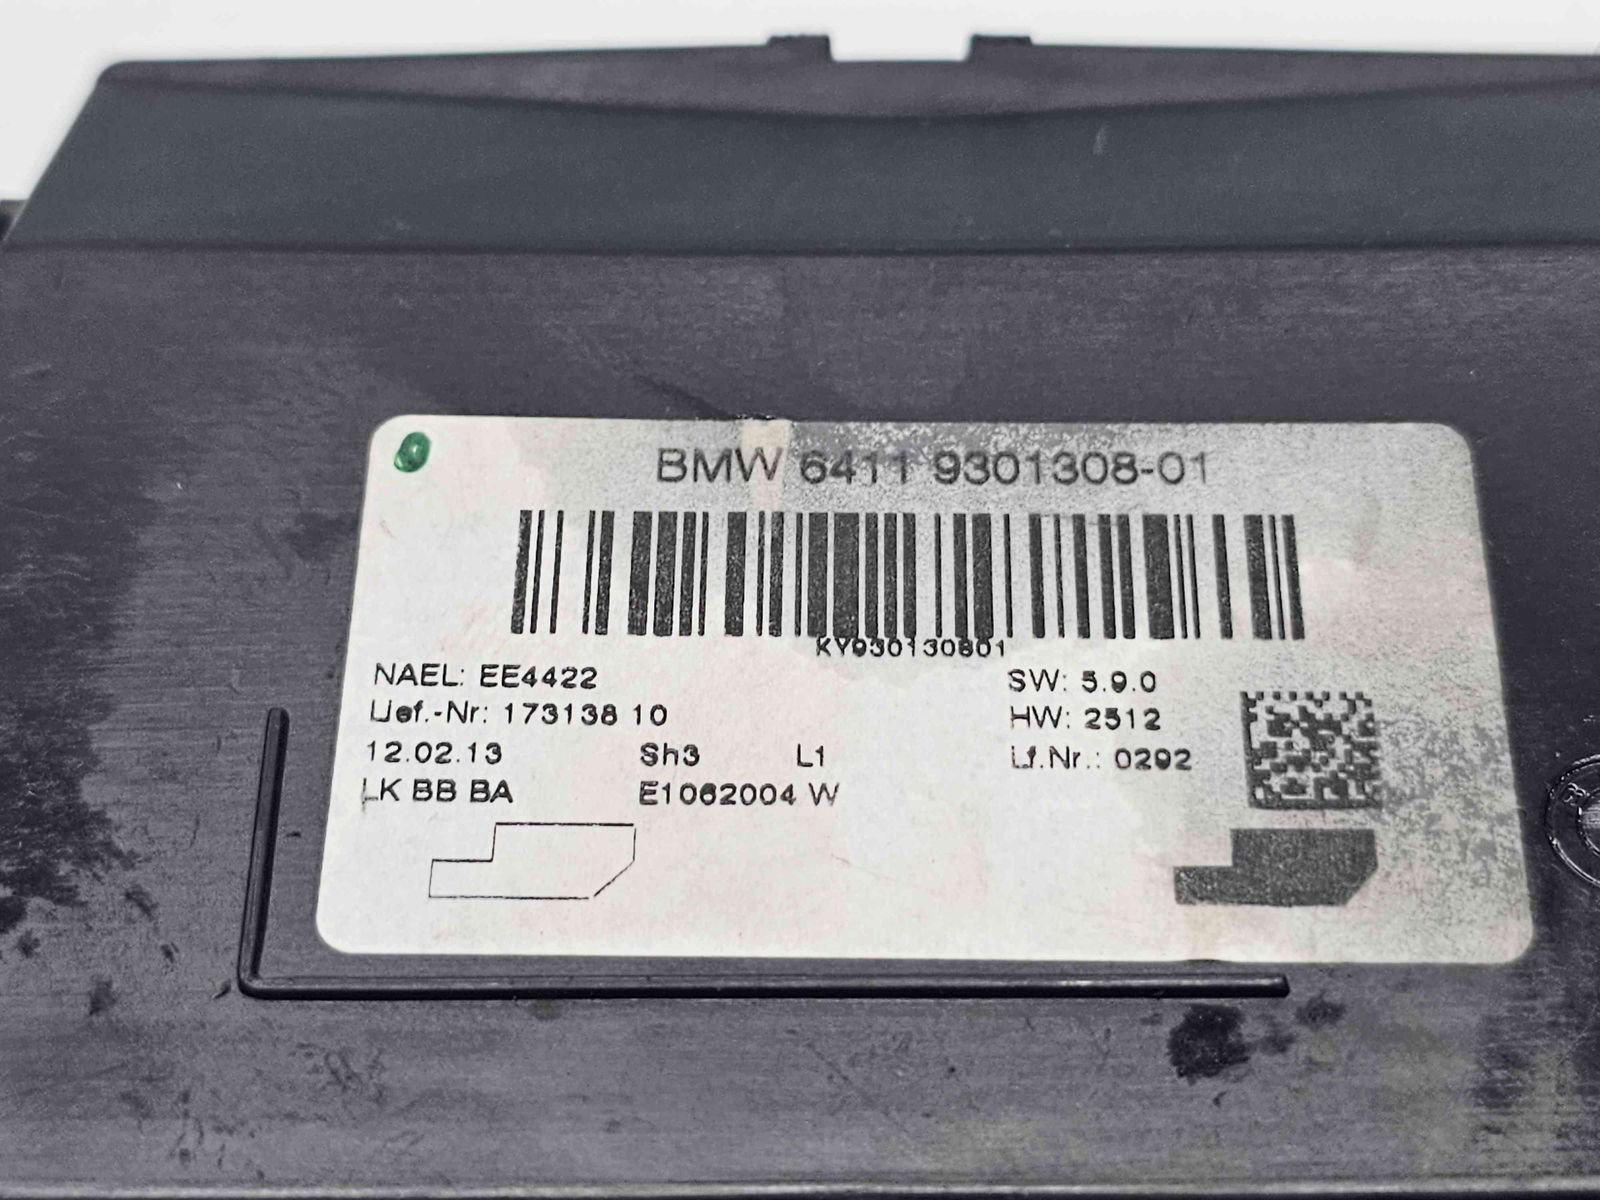 BMW 6411 9301308-01
KY930130801
NAEL: EE4422
Lief.-Nr: 173138 10
12.02.13 Sh3 L1
LK BB BA E1062004 W
SW: 5.9.0
HW: 2512
Lf.Nr.: 0292